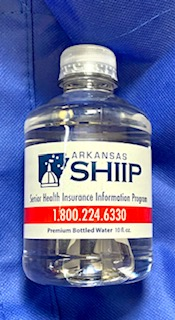 ARKANSAS
SHIIP
Senior Health Insurance Information Program
1.800.224.6330
Premium Bottled Water 10 fl oz.